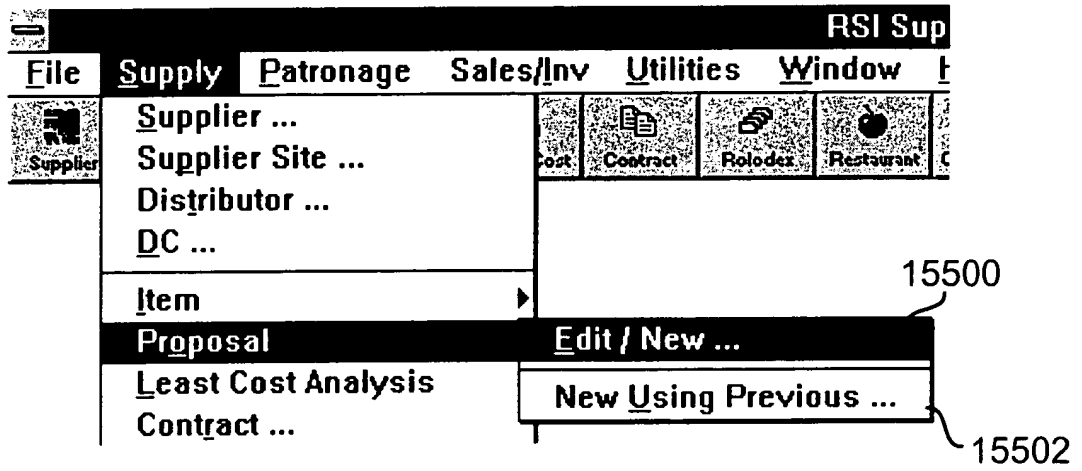 RSI Sup
File Supply Patronage Sales/Inv Utilities Window
Supplier Cost Contract Rolodex Restaurant
Supplier ...
Supplier Site ...
Distributor ...
DC ...
15500
Item
Proposal Edit / New ...
Least Cost Analysis New Using Previous ...
Contract ...
15502